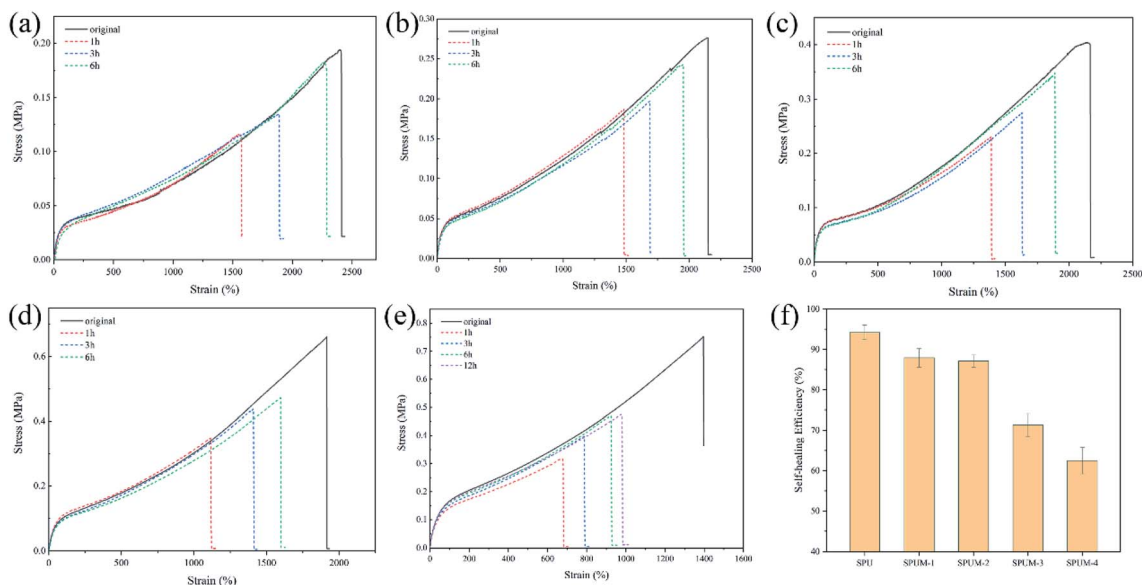 (a)
original
1h
3h
6h
Stress (MPa)
0.20
0.15
0.10
0.05
0.00
0 500 1000 1500 2000 2500
Strain (%)
(b)
original
1h
3h
6h
Stress (MPa)
0.30
0.25
0.20
0.15
0.10
0.05
0.00
0 500 1000 1500 2000 2500
Strain (%)
(c)
original
1h
3h
6h
Stress (MPa)
0.4
0.3
0.2
0.1
0.0
0 500 1000 1500 2000 2500
Strain (%)
(d)
original
1h
3h
6h
Stress (MPa)
0.6
0.4
0.2
0.0
0 500 1000 1500 2000
Strain (%)
(e)
original
1h
3h
6h
12h
Stress (MPa)
0.8
0.7
0.6
0.5
0.4
0.3
0.2
0.1
0.0
0 200 400 600 800 1000 1200 1400 1600
Strain (%)
(f)
Self-healing Efficiency (%)
100
95
90
80
70
60
50
40
SPU SPUM-1 SPUM-2 SPUM-3 SPUM-4